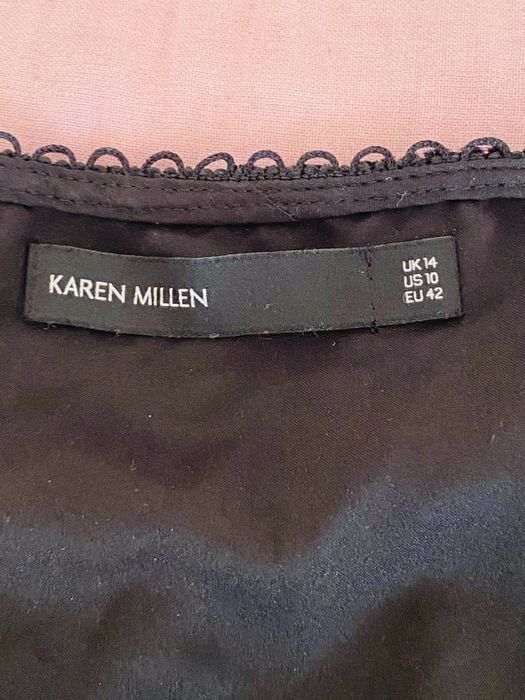 KAREN MILLEN
UK 14
US 10
EU 42